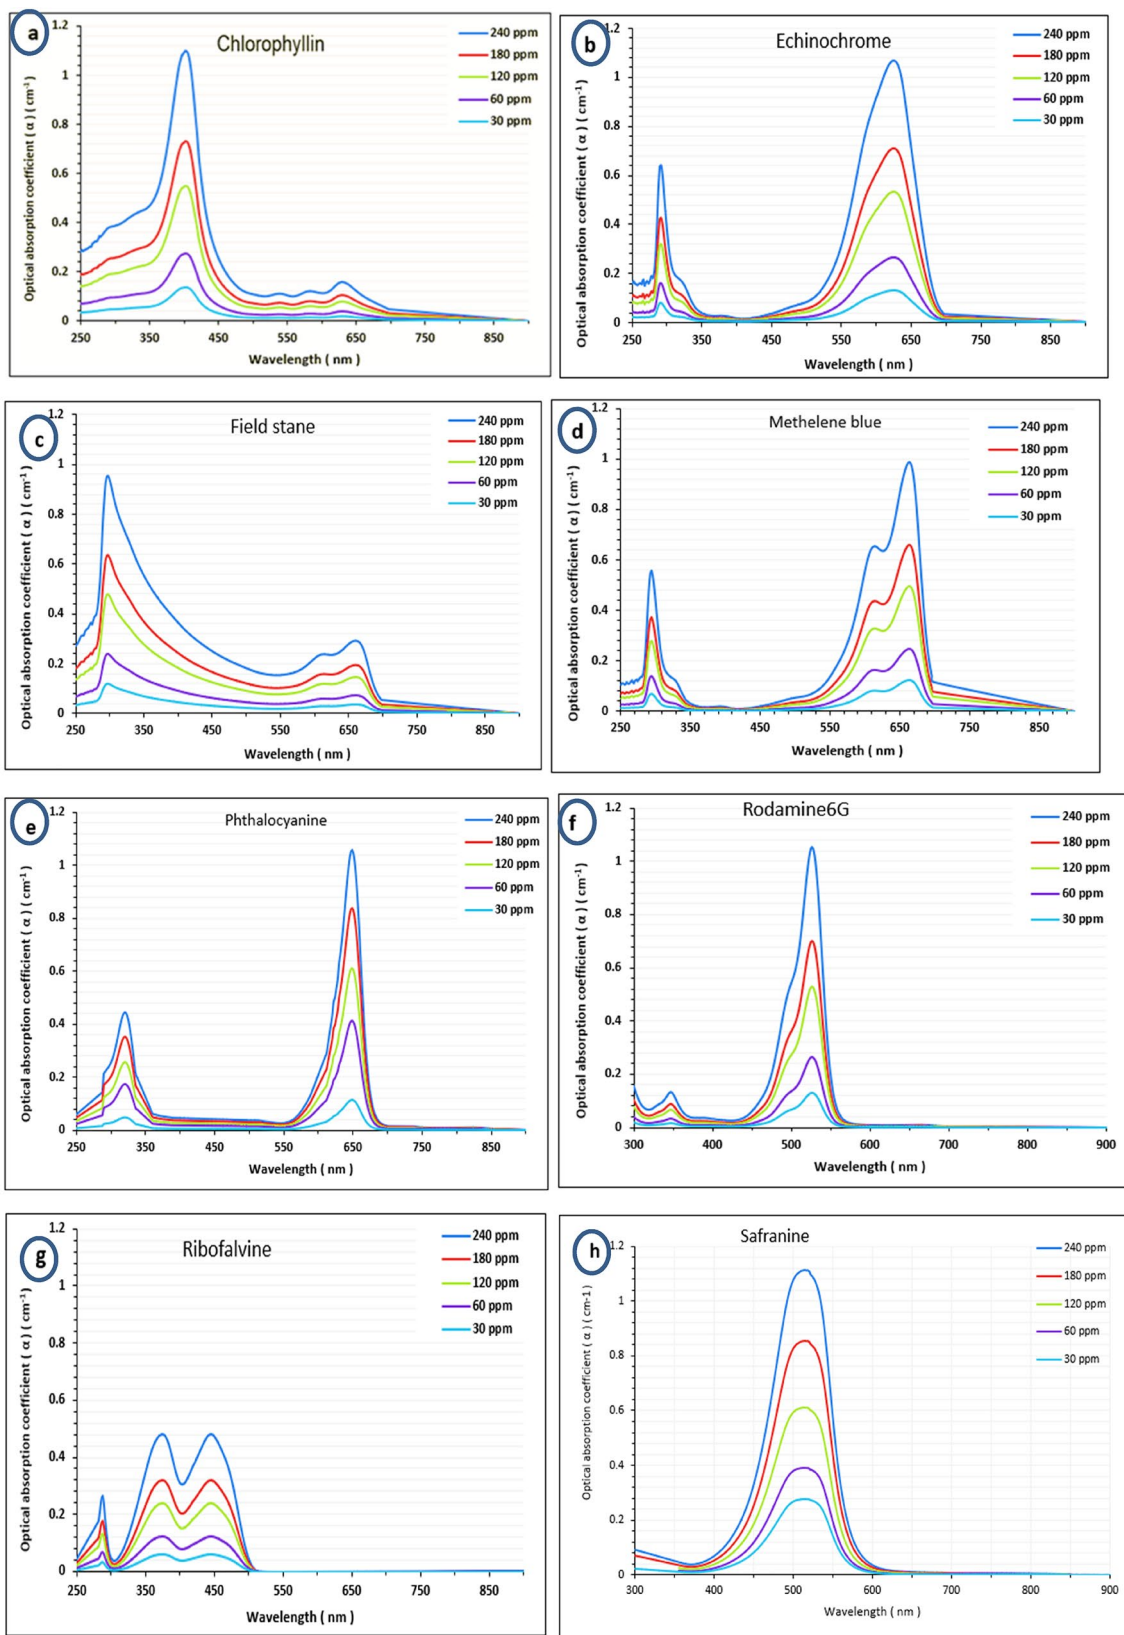 a
Chlorophyllin
240 ppm
180 ppm
120 ppm
60 ppm
30 ppm
Optical absorption coefficient ( α ) ( cm⁻¹ )
1.2
1
0.8
0.6
0.4
0.2
0
250 350 450 550 650 750 850
Wavelength ( nm )
b
Echinochrome
240 ppm
180 ppm
120 ppm
60 ppm
30 ppm
Optical absorption coefficient ( α ) ( cm⁻¹ )
1.2
1
0.8
0.6
0.4
0.2
0
250 350 450 550 650 750 850
Wavelength ( nm )
c
Field stane
240 ppm
180 ppm
120 ppm
60 ppm
30 ppm
Optical absorption coefficient ( α ) ( cm⁻¹ )
1.2
1
0.8
0.6
0.4
0.2
0
250 350 450 550 650 750 850
Wavelength ( nm )
d
Methelene blue
240 ppm
180 ppm
120 ppm
60 ppm
30 ppm
Optical absorption coefficient ( α ) ( cm⁻¹ )
1.2
1
0.8
0.6
0.4
0.2
0
250 350 450 550 650 750 850
Wavelength ( nm )
e
Phthalocyanine
240 ppm
180 ppm
120 ppm
60 ppm
30 ppm
Optical absorption coefficient ( α ) ( cm⁻¹ )
1.2
1
0.8
0.6
0.4
0.2
0
250 350 450 550 650 750 850
Wavelength ( nm )
f
Rodamine6G
240 ppm
180 ppm
120 ppm
60 ppm
30 ppm
Optical absorption coefficient ( α ) ( cm⁻¹ )
1.2
1
0.8
0.6
0.4
0.2
0
300 400 500 600 700 800 900
Wavelength ( nm )
g
Ribofalvine
240 ppm
180 ppm
120 ppm
60 ppm
30 ppm
Optical absorption coefficient ( α ) ( cm⁻¹ )
1.2
1
0.8
0.6
0.4
0.2
0
250 350 450 550 650 750 850
Wavelength ( nm )
h
Safranine
240 ppm
180 ppm
120 ppm
60 ppm
30 ppm
Optical absorption coefficient ( α ) ( cm-1 )
1.2
1
0.8
0.6
0.4
0.2
0
300 400 500 600 700 800 900
Wavelength ( nm )